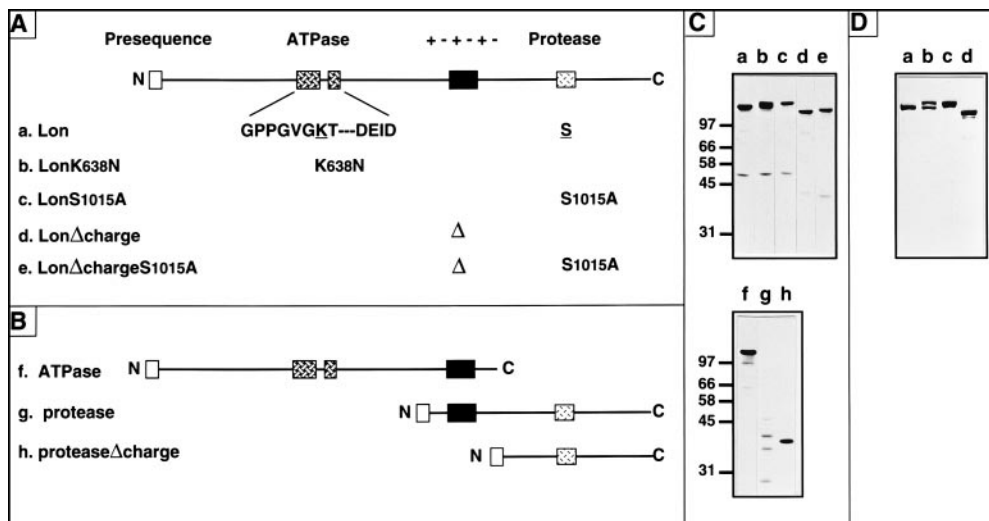 A
Presequence ATPase +-+-+- Protease
N C
GPPGVGKT---DEID
a. Lon S
b. LonK638N K638N
c. LonS1015A S1015A
d. LonΔcharge Δ
e. LonΔchargeS1015A Δ S1015A
B
f. ATPase N C
g. protease N C
h. proteaseΔcharge N C
C
a b c d e
97
66
58
45
31
f g h
97
66
58
45
31
D
a b c d